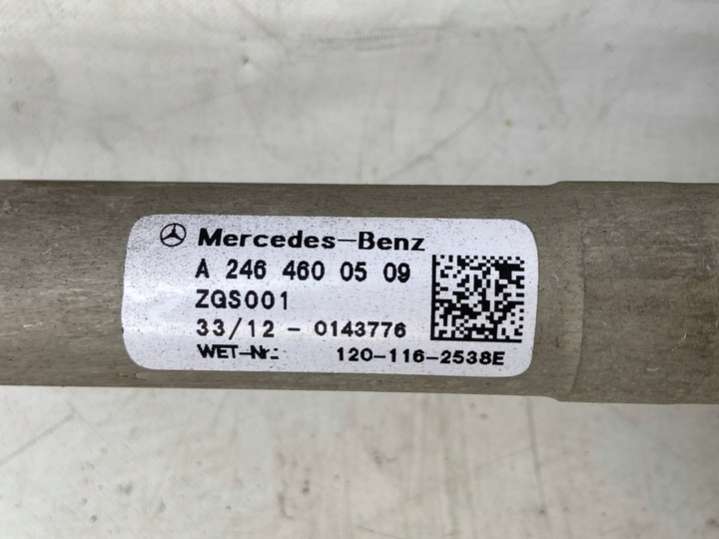 Mercedes-Benz
A 246 460 05 09
ZGS001
33/12 - 0143776
WET-Nr.: 120-116-2538E